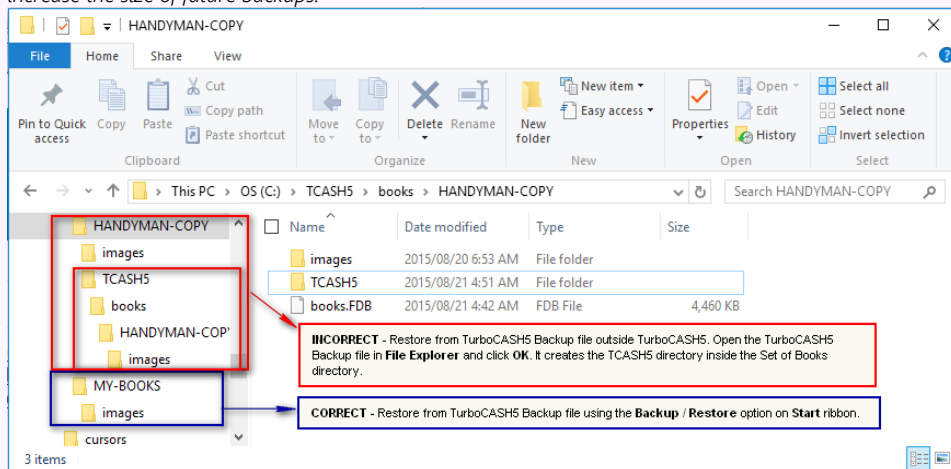 increase the size of future backups.
HANDYMAN-COPY
File Home Share View
Pin to Quick access
Copy
Paste
Cut
Copy path
Paste shortcut
Clipboard
Move to
Copy to
Delete
Rename
Organize
New folder
New item
Easy access
New
Properties
Open
Edit
History
Open
Select all
Select none
Invert selection
Select
This PC > OS (C:) > TCASH5 > books > HANDYMAN-COPY
Search HANDYMAN-COPY
HANDYMAN-COPY
images
TCASH5
books
HANDYMAN-COP
images
MY-BOOKS
images
cursors
Name Date modified Type Size
images 2015/08/20 6:53 AM File folder
TCASH5 2015/08/21 4:51 AM File folder
books.FDB 2015/08/21 4:42 AM FDB File 4,460 KB
INCORRECT - Restore from TurboCASH5 Backup file outside TurboCASH5. Open the TurboCASH5
Backup file in File Explorer and click OK. It creates the TCASH5 directory inside the Set of Books
directory.
CORRECT - Restore from TurboCASH5 Backup file using the Backup / Restore option on Start ribbon.
3 items